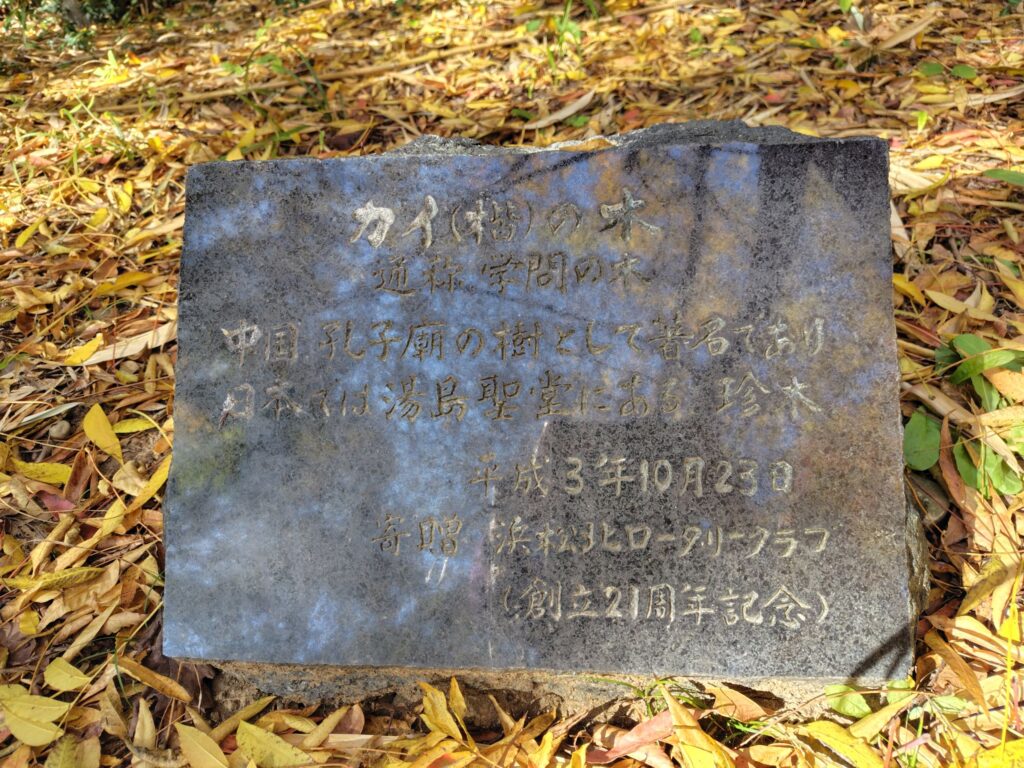 カイ(楷)の木
通称 学問の木
中国 孔子廟の樹として著名であり
日本では湯島聖堂にある 珍木
平成3年10月23日
寄贈 浜松北ロータリークラブ
(創立21周年記念)